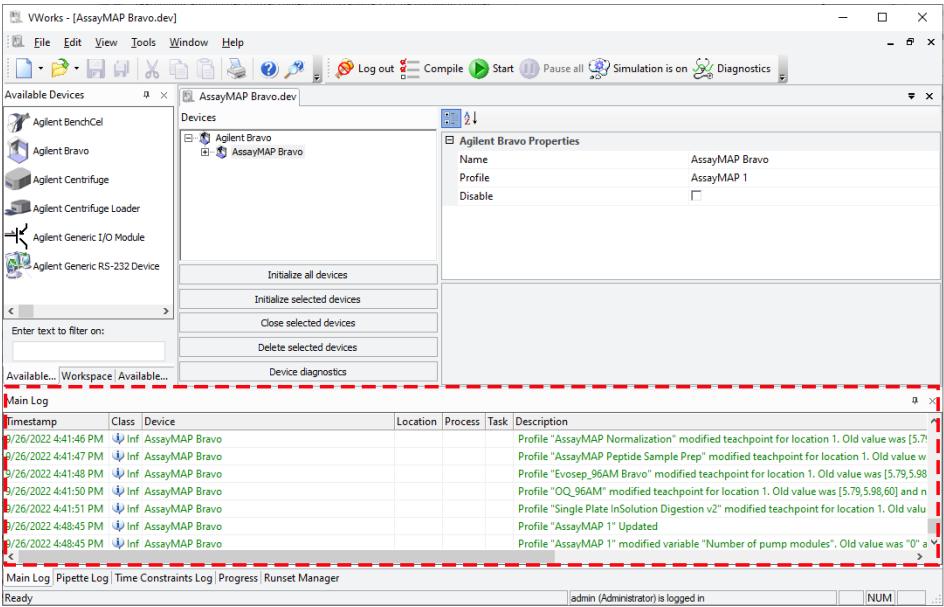 VWorks - [AssayMAP Bravo.dev]
File Edit View Tools Window Help
Log out Compile Start Pause all Simulation is on Diagnostics
Available Devices
Agilent BenchCel
Agilent Bravo
Agilent Centrifuge
Agilent Centrifuge Loader
Agilent Generic I/O Module
Agilent Generic RS-232 Device
Enter text to filter on:
Available... Workspace Available...
AssayMAP Bravo.dev
Devices
Agilent Bravo
AssayMAP Bravo
Initialize all devices
Initialize selected devices
Close selected devices
Delete selected devices
Device diagnostics
Agilent Bravo Properties
Name AssayMAP Bravo
Profile AssayMAP 1
Disable
Main Log
Timestamp Class Device Location Process Task Description
9/26/2022 4:41:46 PM Inf AssayMAP Bravo Profile "AssayMAP Normalization" modified teachpoint for location 1. Old value was [5.79
9/26/2022 4:41:47 PM Inf AssayMAP Bravo Profile "AssayMAP Peptide Sample Prep" modified teachpoint for location 1. Old value w
9/26/2022 4:41:48 PM Inf AssayMAP Bravo Profile "Evosep_96AM Bravo" modified teachpoint for location 1. Old value was [5.79,5.98
9/26/2022 4:41:50 PM Inf AssayMAP Bravo Profile "OQ_96AM" modified teachpoint for location 1. Old value was [5.79,5.98,60] and n
9/26/2022 4:41:51 PM Inf AssayMAP Bravo Profile "Single Plate InSolution Digestion v2" modified teachpoint for location 1. Old valu
9/26/2022 4:48:45 PM Inf AssayMAP Bravo Profile "AssayMAP 1" Updated
9/26/2022 4:48:45 PM Inf AssayMAP Bravo Profile "AssayMAP 1" modified variable "Number of pump modules". Old value was "0" a
Main Log Pipette Log Time Constraints Log Progress Runset Manager
Ready admin (Administrator) is logged in NUM